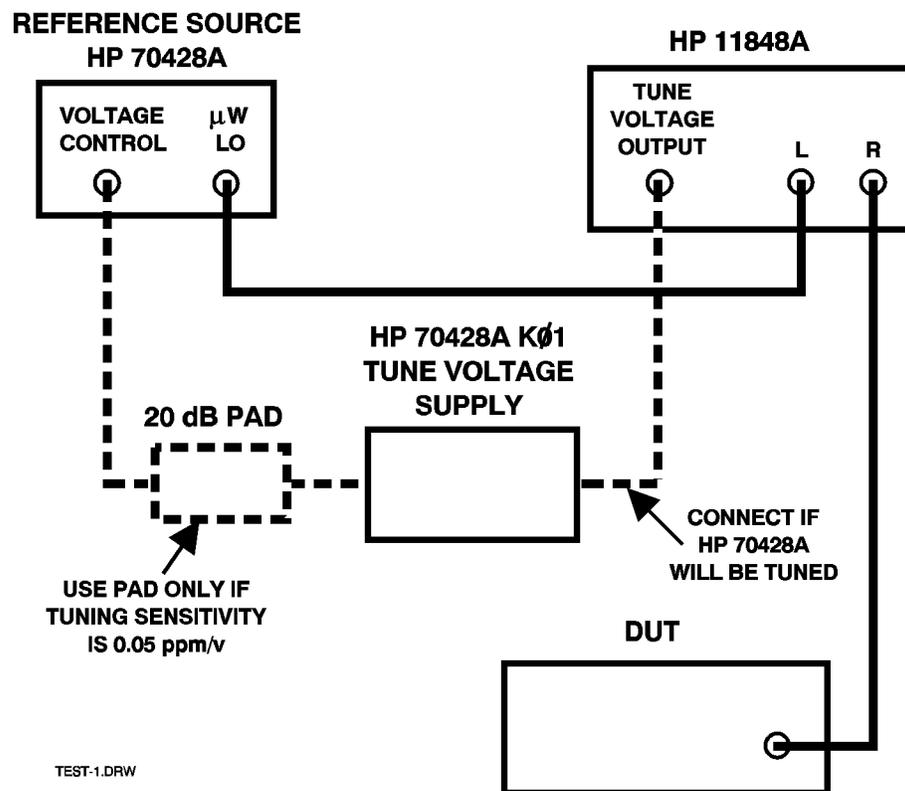 REFERENCE SOURCE
HP 70428A
VOLTAGE
CONTROL
μW
LO
HP 11848A
TUNE
VOLTAGE
OUTPUT
L
R
HP 70428A KØ1
TUNE VOLTAGE
SUPPLY
20 dB PAD
USE PAD ONLY IF
TUNING SENSITIVITY
IS 0.05 ppm/v
CONNECT IF
HP 70428A
WILL BE TUNED
DUT
TEST-1.DRW